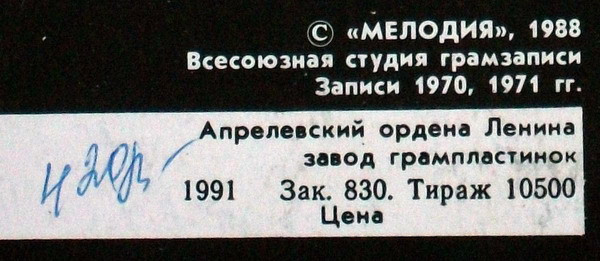 © «МЕЛОДИЯ», 1988
Всесоюзная студия грамзаписи
Записи 1970, 1971 гг.
Апрелевский ордена Ленина
завод грампластинок
1991 Зак. 830. Тираж 10500
Цена